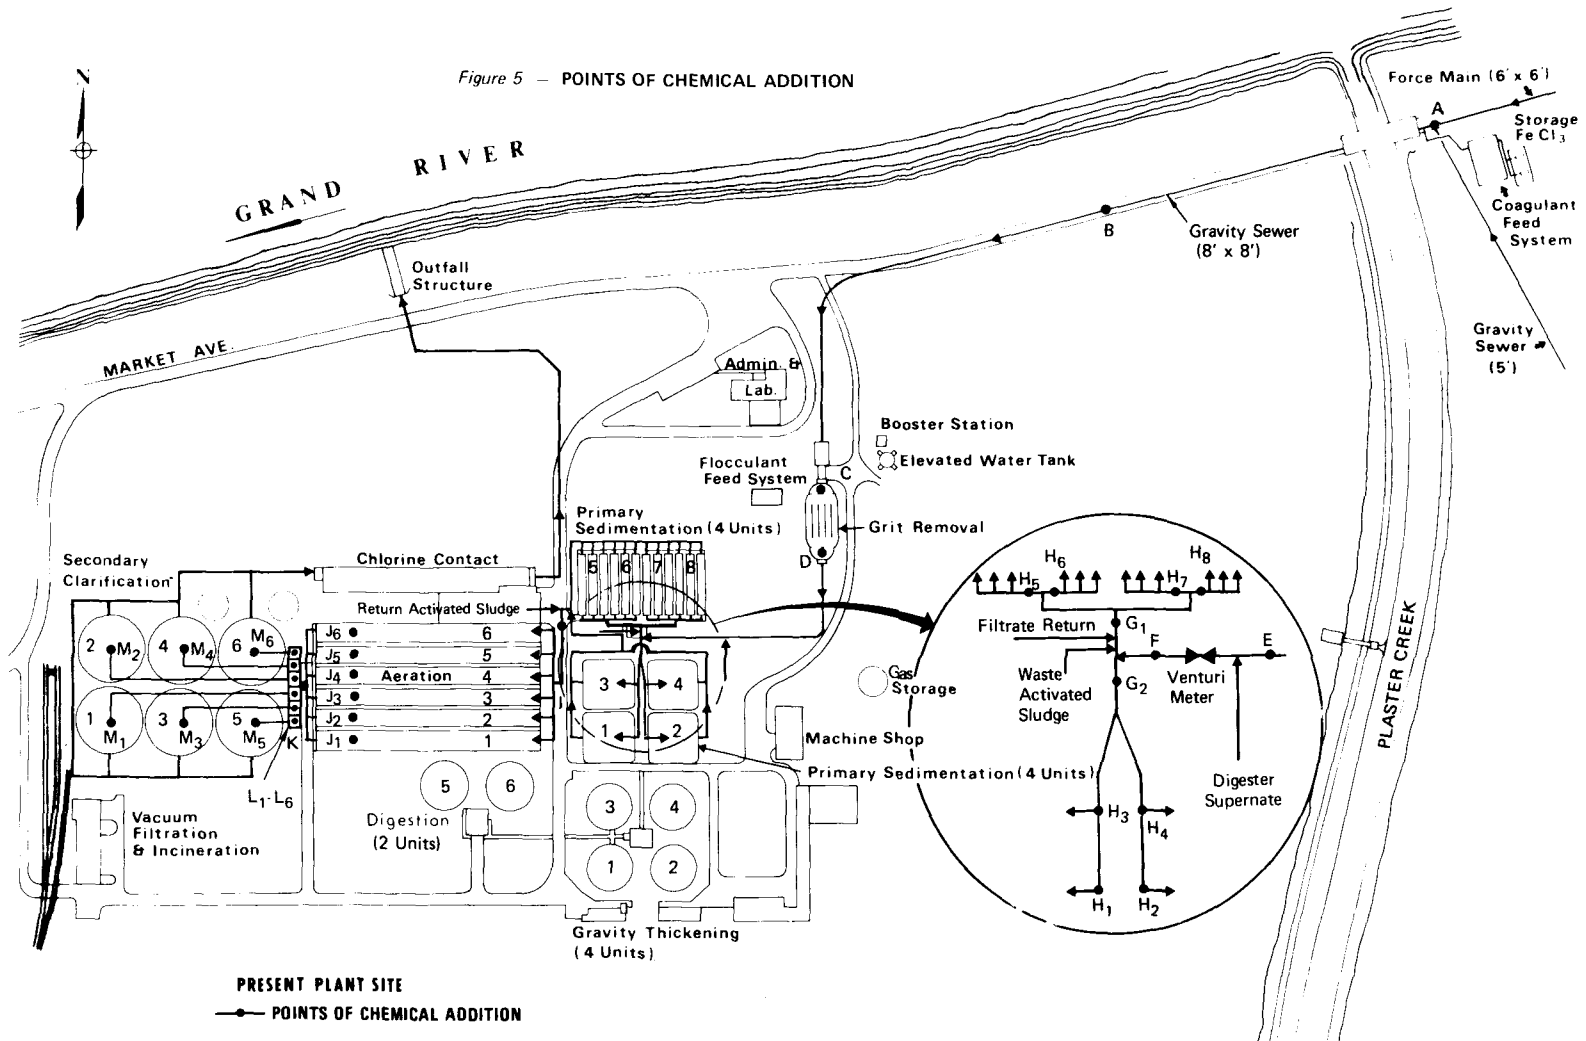 Figure 5 – POINTS OF CHEMICAL ADDITION
N
GRAND RIVER
MARKET AVE.
PLASTER CREEK
Force Main (6' x 6')
A
Storage
FeCl3
Coagulant
Feed
System
B
Gravity Sewer
(8' x 8')
Gravity
Sewer
(5')
Outfall
Structure
Admin. &
Lab.
Booster Station
Elevated Water Tank
Flocculant
Feed System
C
Grit Removal
D
Primary
Sedimentation (4 Units)
5 6 7 8
Secondary
Clarification
Chlorine Contact
Return Activated Sludge
2 M2 4 M4 6 M6
1 M1 3 M3 5 M5
K
L1-L6
J6 6
J5 5
J4 Aeration 4
J3 3
J2 2
J1 1
3 4
1 2
Gas
Storage
Machine Shop
Primary Sedimentation (4 Units)
5 6
Digestion
(2 Units)
3 4
1 2
Gravity Thickening
(4 Units)
Vacuum
Filtration
& Incineration
H6 H8
H5 H7
G1
Filtrate Return
F E
Waste
Activated
Sludge
Venturi
Meter
G2
Digester
Supernate
H3 H4
H1 H2
PRESENT PLANT SITE
POINTS OF CHEMICAL ADDITION